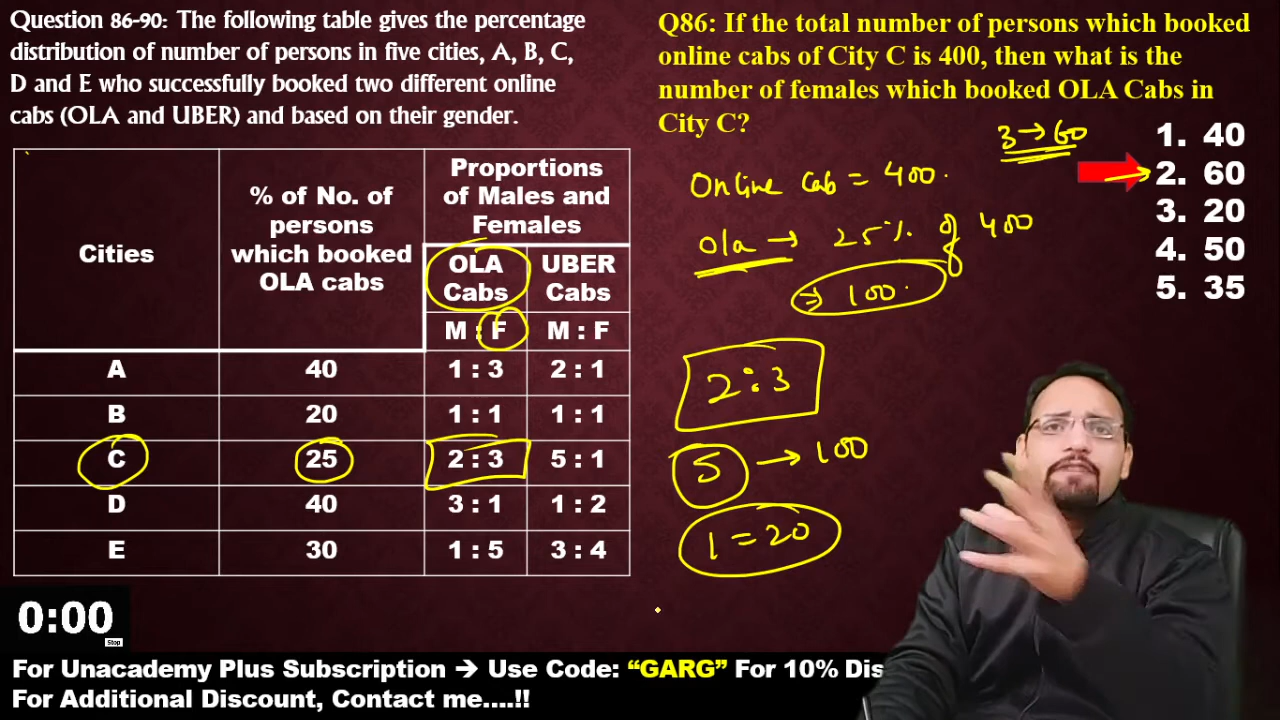 Question 86-90: The following table gives the percentage
distribution of number of persons in five cities, A, B, C,
D and E who successfully booked two different online
cabs (OLA and UBER) and based on their gender.
Q86: If the total number of persons which booked
online cabs of City C is 400, then what is the
number of females which booked OLA Cabs in
City C?
1. 40
2. 60
3. 20
4. 50
5. 35
3 → 60
Online Cab = 400.
Ola → 25% of 400
⇒ 100.
2:3
5 → 100
1 = 20
Cities
% of No. of
persons
which booked
OLA cabs
Proportions
of Males and
Females
OLA
Cabs
UBER
Cabs
M : F M : F
A 40 1 : 3 2 : 1
B 20 1 : 1 1 : 1
C 25 2 : 3 5 : 1
D 40 3 : 1 1 : 2
E 30 1 : 5 3 : 4
0:00
Stop
For Unacademy Plus Subscription → Use Code: “GARG” For 10% Dis
For Additional Discount, Contact me....!!